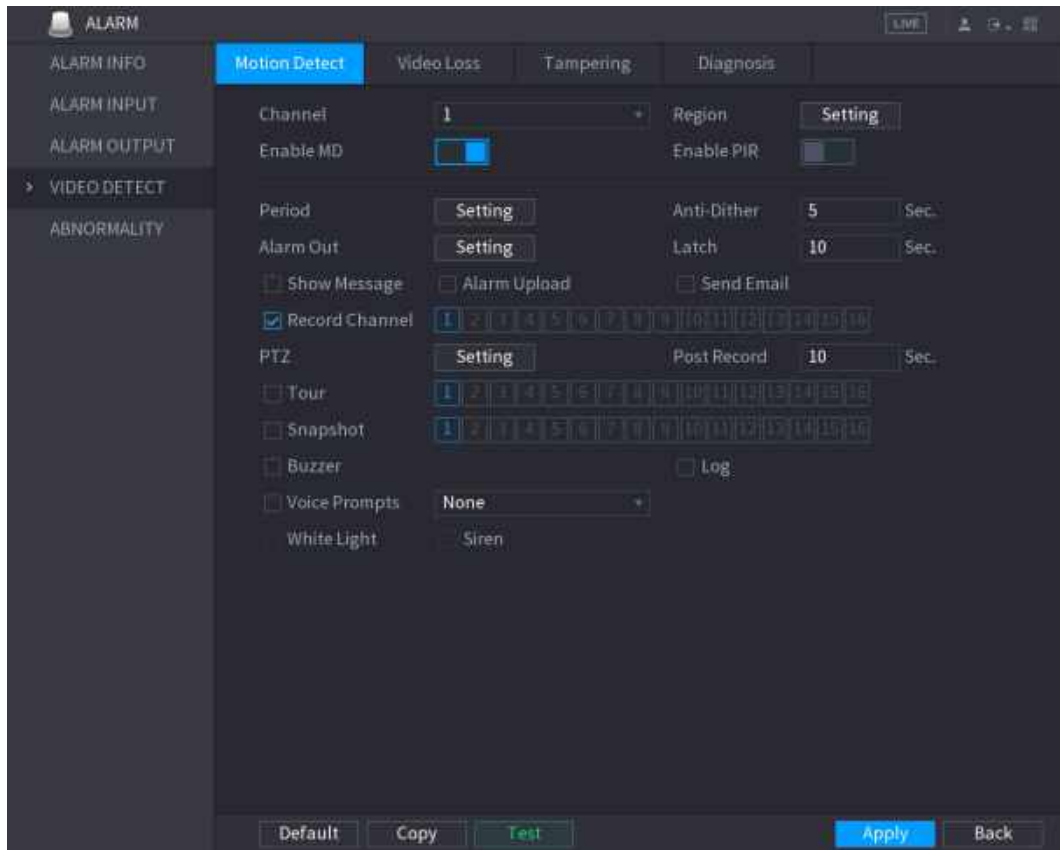 ALARM LIVE
ALARM INFO
ALARM INPUT
ALARM OUTPUT
> VIDEO DETECT
ABNORMALITY
Motion Detect Video Loss Tampering Diagnosis
Channel 1 Region Setting
Enable MD Enable PIR
Period Setting Anti-Dither 5 Sec.
Alarm Out Setting Latch 10 Sec.
Show Message Alarm Upload Send Email
Record Channel 1 2 3 4 5 6 7 8 9 10 11 12 13 14 15 16
PTZ Setting Post Record 10 Sec.
Tour 1 2 3 4 5 6 7 8 9 10 11 12 13 14 15 16
Snapshot 1 2 3 4 5 6 7 8 9 10 11 12 13 14 15 16
Buzzer Log
Voice Prompts None
White Light Siren
Default Copy Test Apply Back